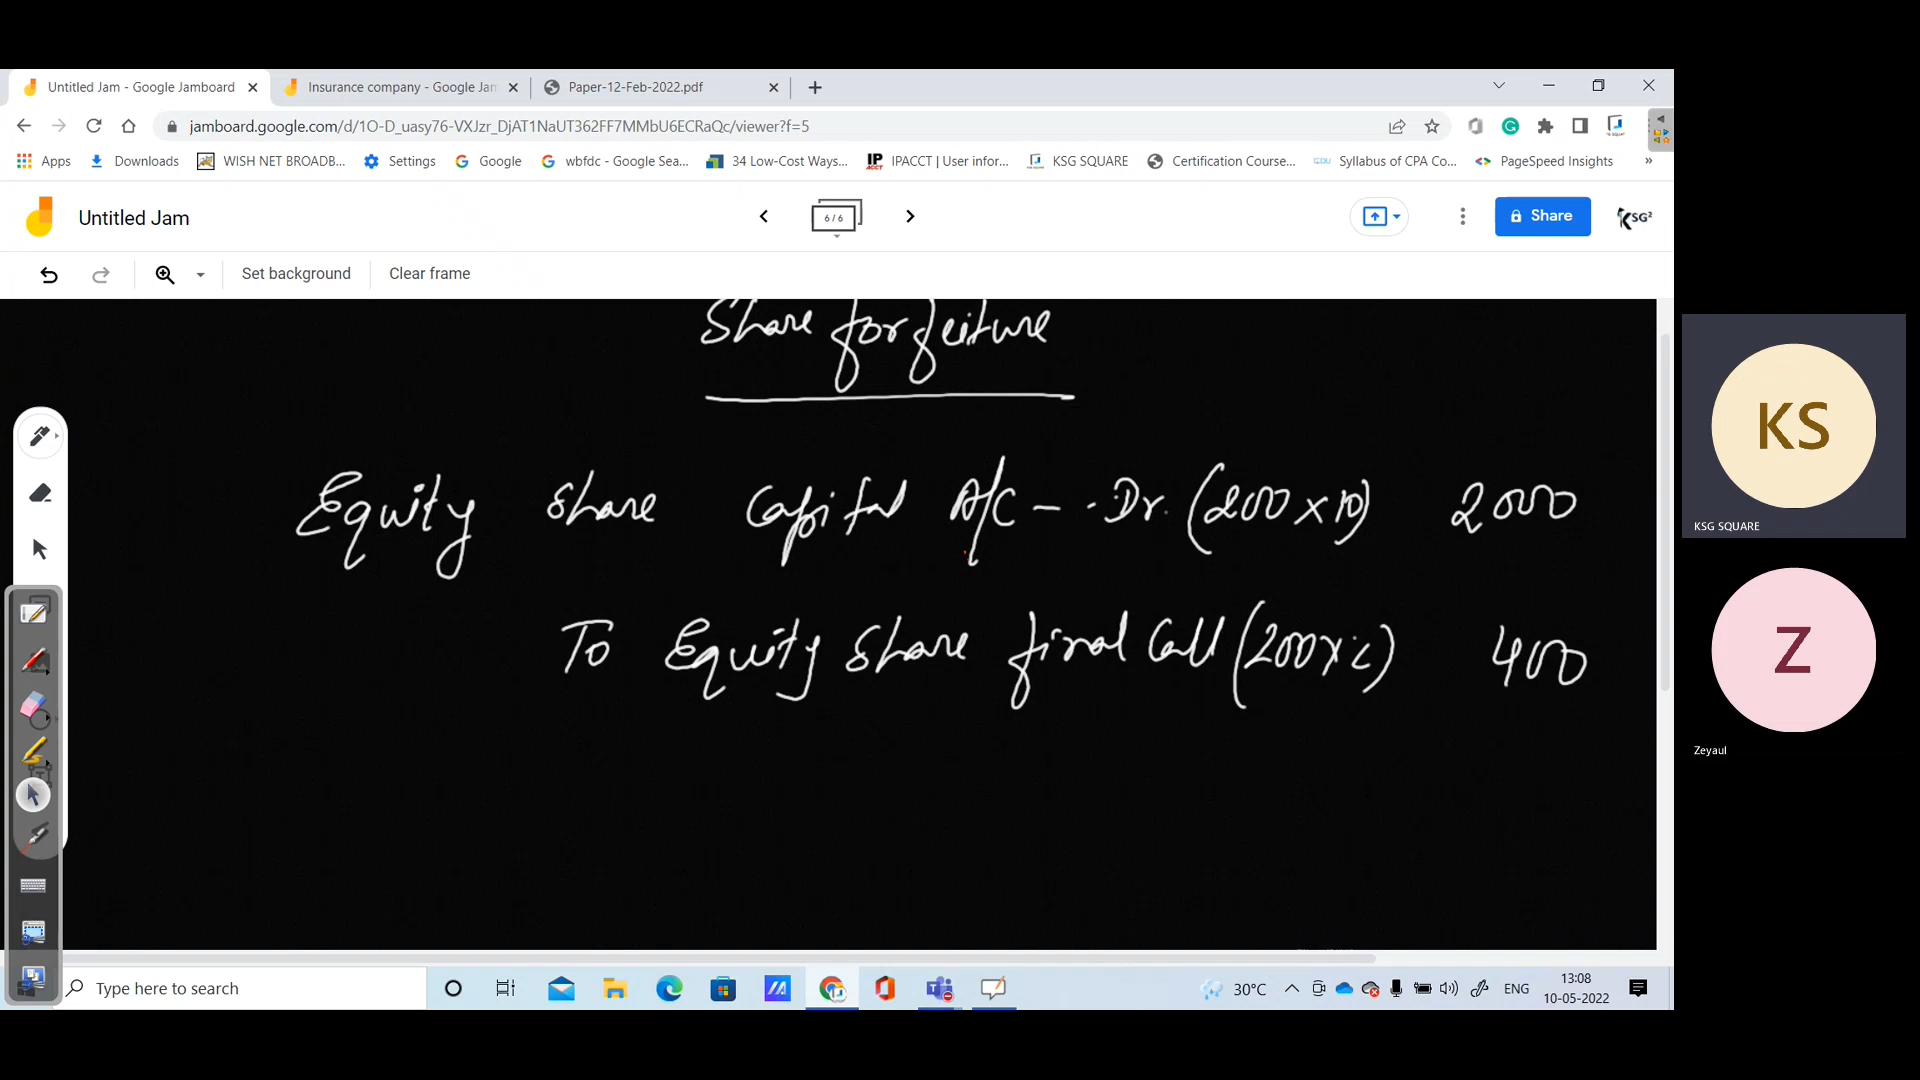 Untitled Jam - Google Jamboard
Insurance company - Google Jam
Paper-12-Feb-2022.pdf
jamboard.google.com/d/1O-D_uasy76-VXJzr_DjAT1NaUT362FF7MMbU6ECRaQc/viewer?f=5
Apps Downloads WISH NET BROADB... Settings Google wbfdc - Google Sea... 34 Low-Cost Ways... IPACCT | User infor... KSG SQUARE Certification Course... Syllabus of CPA Co... PageSpeed Insights »
Untitled Jam
6 / 6
Share
KSG²
Set background Clear frame
Share forfeiture
Equity Share Capital A/C - - Dr. (200 x 10) 2000
To Equity Share final Call (200 x 2) 400
KS
KSG SQUARE
Z
Zeyaul
Type here to search
30°C
ENG
13:08
10-05-2022